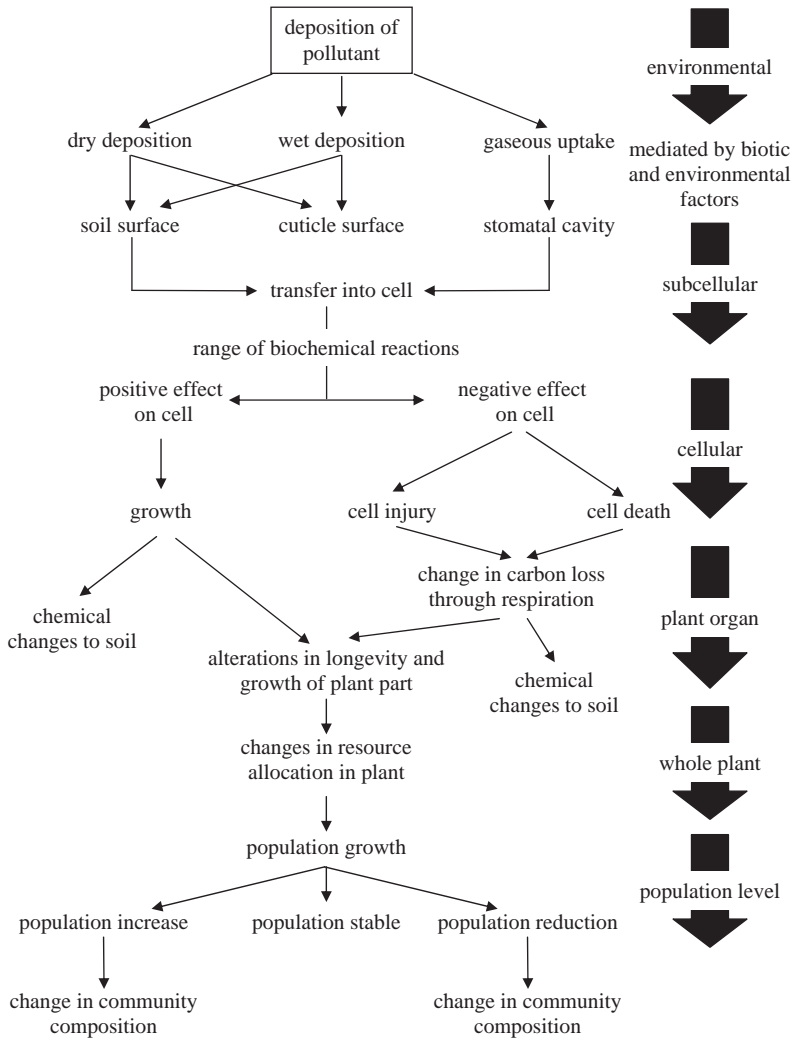 deposition of
pollutant
environmental
dry deposition
wet deposition
gaseous uptake
mediated by biotic
and environmental
factors
soil surface
cuticle surface
stomatal cavity
transfer into cell
subcellular
range of biochemical reactions
positive effect
on cell
negative effect
on cell
cellular
growth
cell injury
cell death
change in carbon loss
through respiration
plant organ
chemical
changes to soil
alterations in longevity and
growth of plant part
chemical
changes to soil
changes in resource
allocation in plant
whole plant
population growth
population level
population increase
population stable
population reduction
change in community
composition
change in community
composition